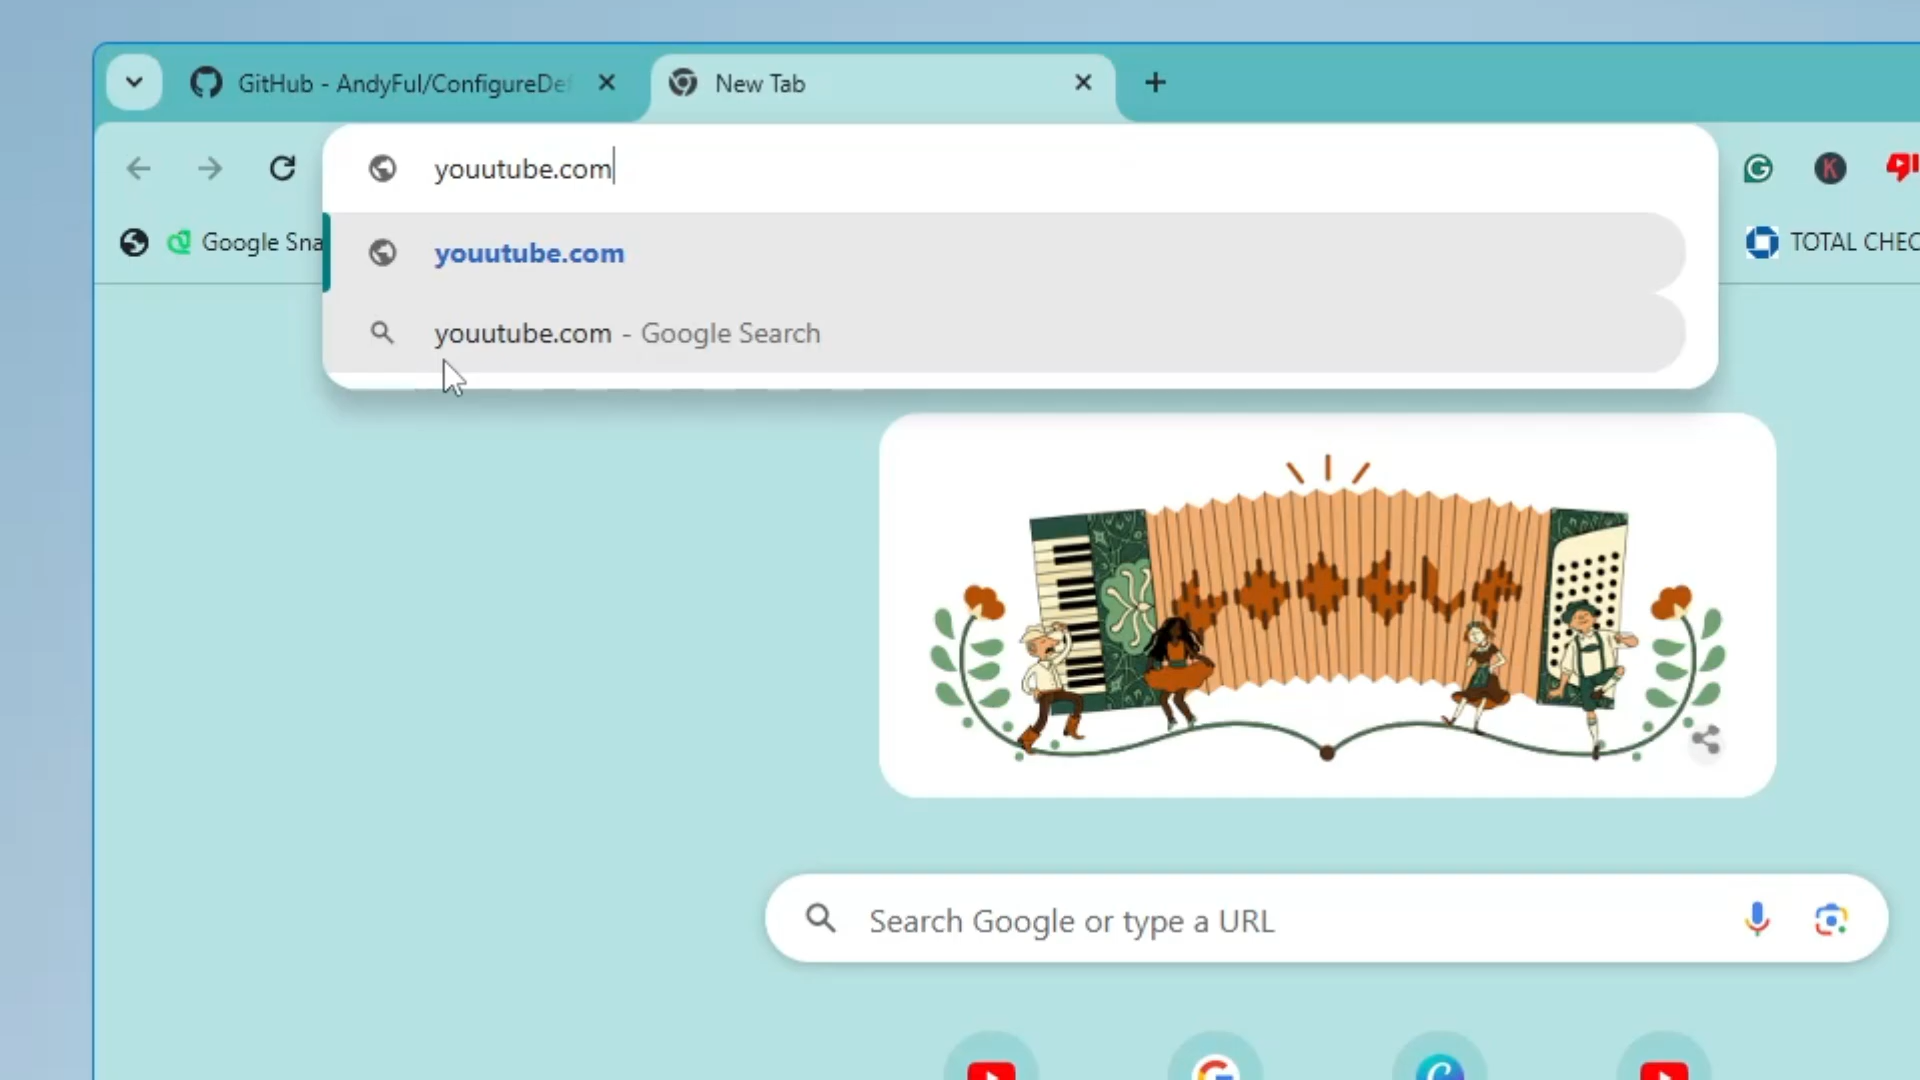 GitHub - AndyFul/ConfigureDe
New Tab
youutube.com
Google Sna
TOTAL CHEC
youutube.com
youutube.com - Google Search
Google
Search Google or type a URL